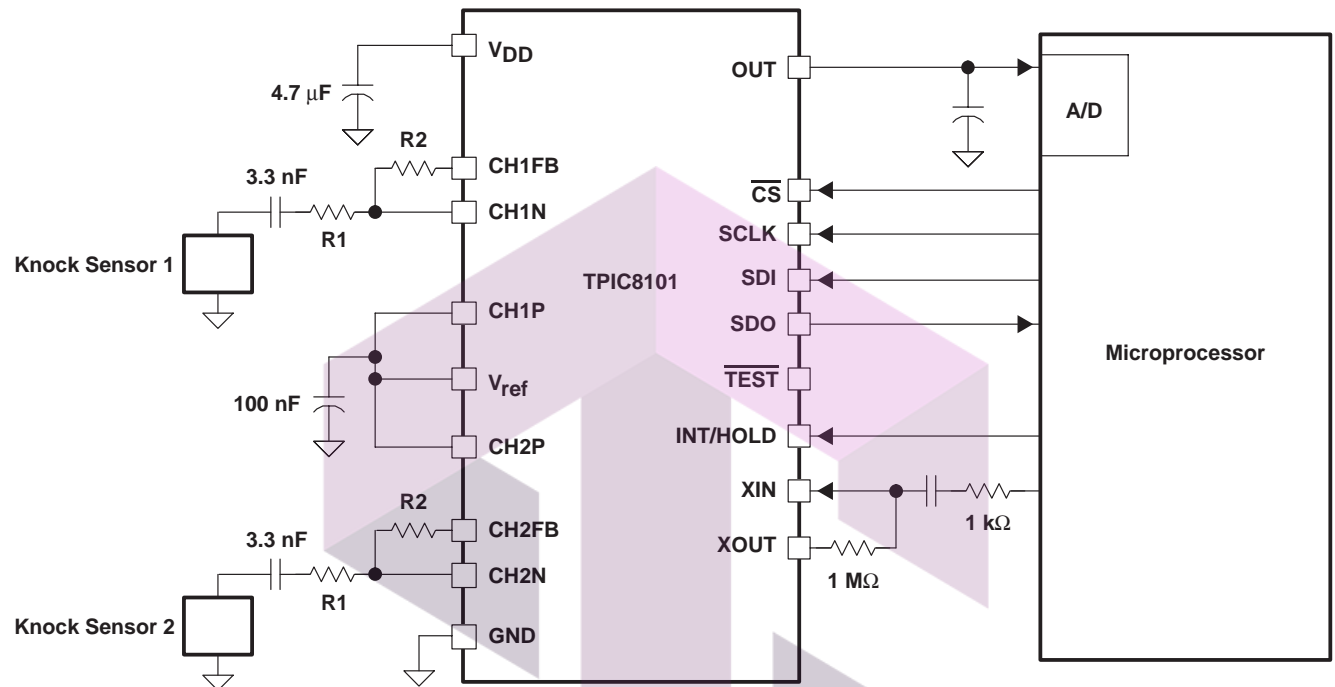 VDD
4.7 μF
R2
CH1FB
3.3 nF
CH1N
R1
Knock Sensor 1
CH1P
Vref
100 nF
CH2P
R2
CH2FB
3.3 nF
CH2N
R1
Knock Sensor 2
GND
TPIC8101
OUT
CS
SCLK
SDI
SDO
TEST
INT/HOLD
XIN
XOUT
1 kΩ
1 MΩ
A/D
Microprocessor